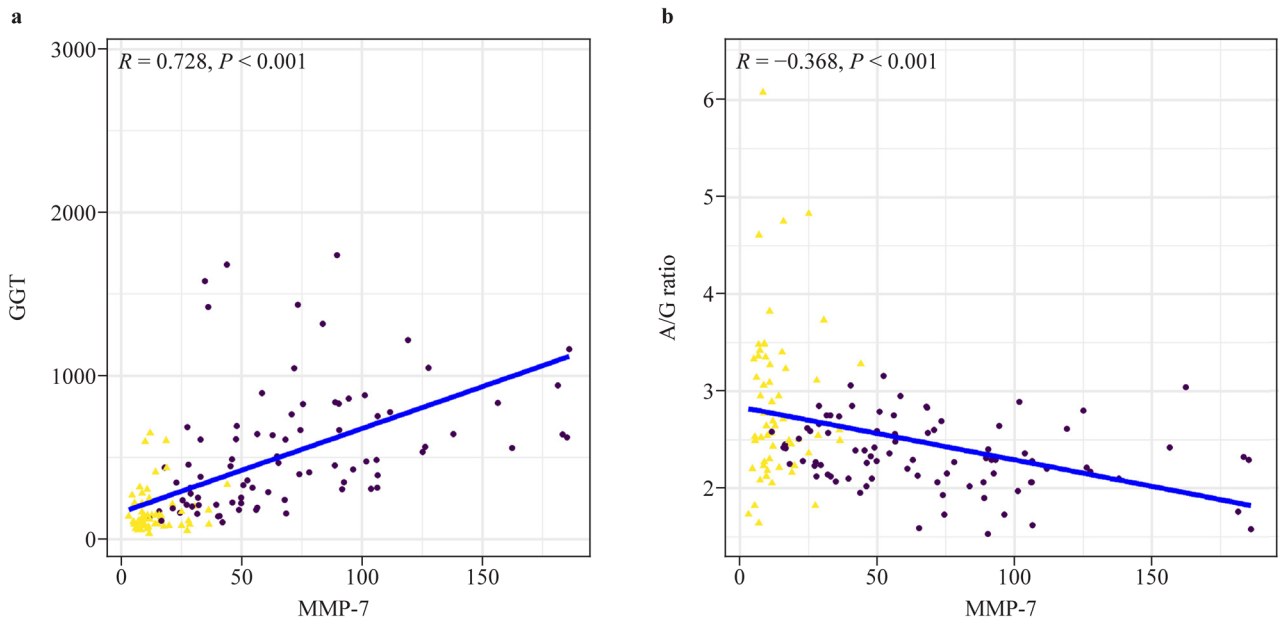 a
R = 0.728, P < 0.001
3000
2000
1000
0
GGT
0 50 100 150
MMP-7
b
R = −0.368, P < 0.001
6
5
4
3
2
A/G ratio
0 50 100 150
MMP-7